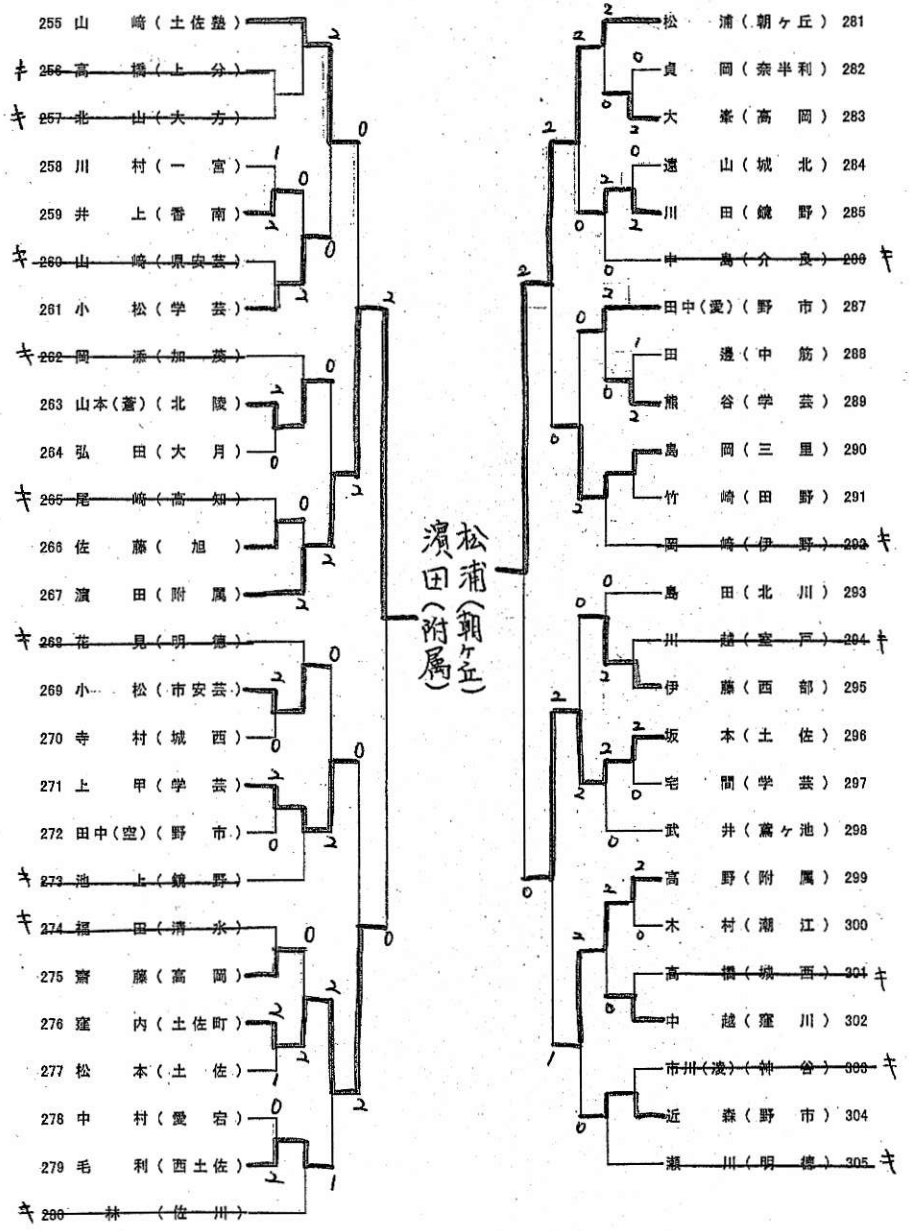 255 山﨑(土佐塾)
キ 256 高橋(上分)
キ 257 北山(大方)
258 川村(一宮)
259 井上(香南)
キ 260 山﨑(県安芸)
261 小松(学芸)
キ 262 岡添(加茂)
263 山本(蒼)(北陵)
264 弘田(大月)
キ 265 尾﨑(高知)
266 佐藤(旭)
267 濵田(附属)
キ 268 花見(明徳)
269 小松(市安芸)
270 寺村(城西)
271 上甲(学芸)
272 田中(空)(野市)
キ 273 池上(鏡野)
キ 274 福田(清水)
275 齋藤(高岡)
276 窪内(土佐町)
277 松本(土佐)
278 中村(愛宕)
279 毛利(西土佐)
キ 280 林(佐川)
松浦(朝ヶ丘)
濱田(附属)
松浦(朝ヶ丘) 281
貞岡(奈半利) 282
大峯(高岡) 283
遠山(城北) 284
川田(鏡野) 285
中島(介良) 286 キ
田中(愛)(野市) 287
田邊(中筋) 288
熊谷(学芸) 289
島岡(三里) 290
竹崎(田野) 291
岡崎(伊野) 292 キ
島田(北川) 293
川越(室戸) 294 キ
伊藤(西部) 295
坂本(土佐) 296
宅間(学芸) 297
武井(鳶ヶ池) 298
高野(附属) 299
木村(潮江) 300
高橋(城西) 301 キ
中越(窪川) 302
市川(凌)(神谷) 303 キ
近森(野市) 304
瀬川(明徳) 305 キ